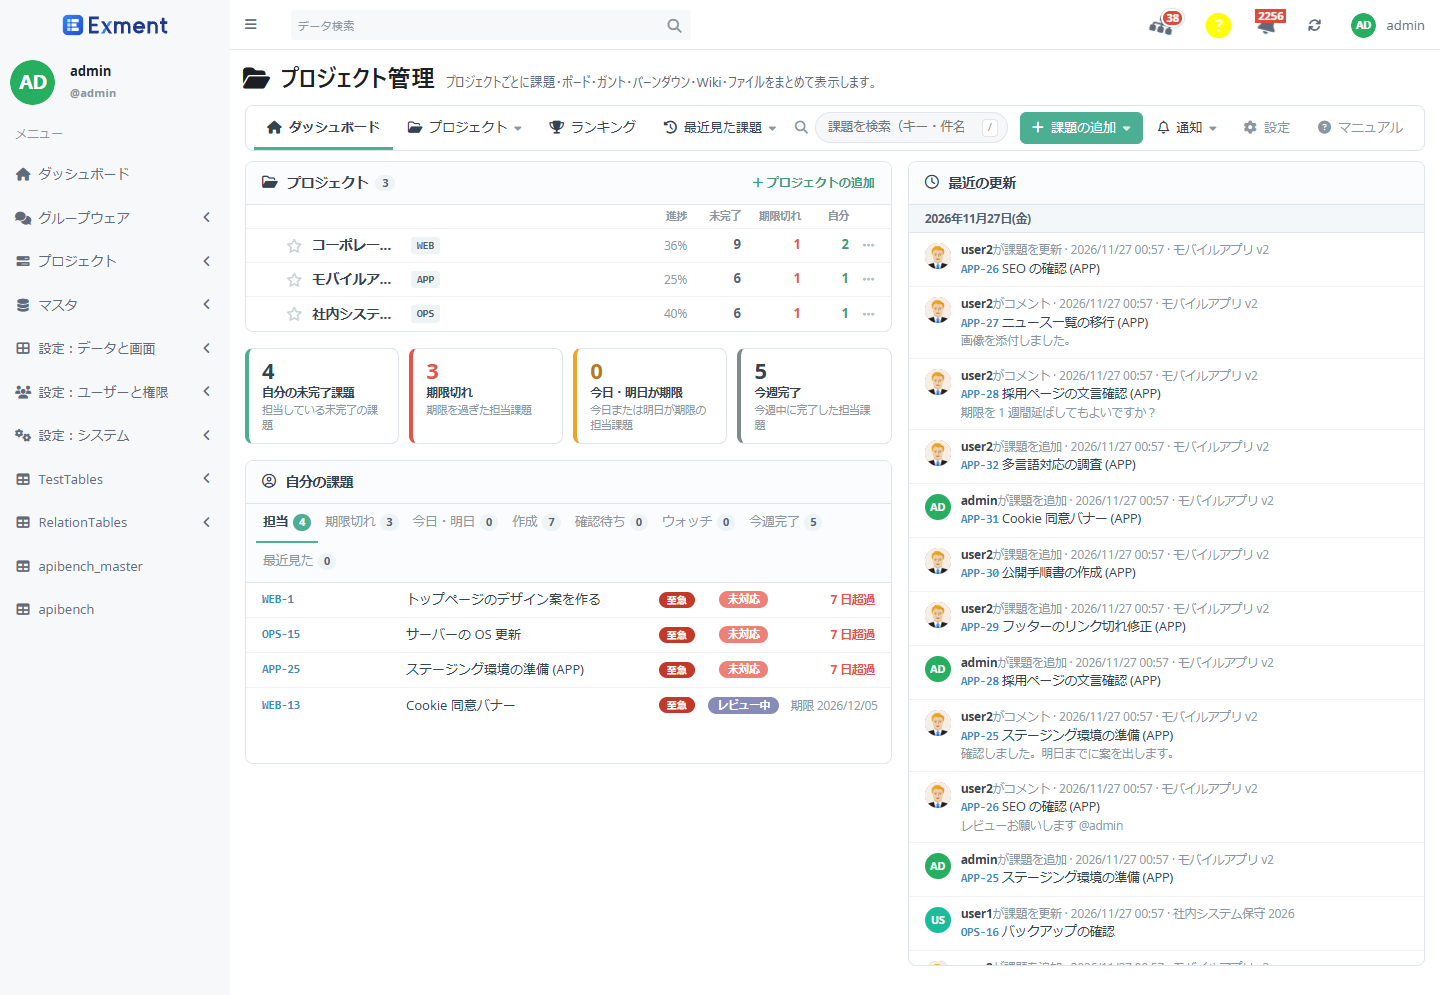 Exment
データ検索
38
?
2256
AD
admin
AD
admin
@admin
メニュー
ダッシュボード
グループウェア
プロジェクト
マスタ
設定：データと画面
設定：ユーザーと権限
設定：システム
TestTables
RelationTables
apibench_master
apibench
プロジェクト管理 プロジェクトごとに課題・ボード・ガント・バーンダウン・Wiki・ファイルをまとめて表示します。
ダッシュボード プロジェクト ランキング 最近見た課題 課題を検索（キー・件名 / + 課題の追加 通知 設定 マニュアル
プロジェクト 3 +プロジェクトの追加
進捗 未完了 期限切れ 自分
コーポレー... WEB 36% 9 1 2
モバイルア... APP 25% 6 1 1
社内システ... OPS 40% 6 1 1
4
自分の未完了課題
担当している未完了の課
題
3
期限切れ
期限を過ぎた担当課題
0
今日・明日が期限
今日または明日が期限の
担当課題
5
今週完了
今週中に完了した担当課
題
自分の課題
担当 4 期限切れ 3 今日・明日 0 作成 7 確認待ち 0 ウォッチ 0 今週完了 5
最近見た 0
WEB-1 トップページのデザイン案を作る 至急 未対応 7 日超過
OPS-15 サーバーの OS 更新 至急 未対応 7 日超過
APP-25 ステージング環境の準備 (APP) 至急 未対応 7 日超過
WEB-13 Cookie 同意バナー 至急 レビュー中 期限 2026/12/05
最近の更新
2026年11月27日(金)
user2が課題を更新 · 2026/11/27 00:57 · モバイルアプリ v2
APP-26 SEO の確認 (APP)
user2がコメント · 2026/11/27 00:57 · モバイルアプリ v2
APP-27 ニュース一覧の移行 (APP)
画像を添付しました。
user2がコメント · 2026/11/27 00:57 · モバイルアプリ v2
APP-28 採用ページの文言確認 (APP)
期限を 1 週間延ばしてもよいですか？
user2が課題を追加 · 2026/11/27 00:57 · モバイルアプリ v2
APP-32 多言語対応の調査 (APP)
AD
adminが課題を追加 · 2026/11/27 00:57 · モバイルアプリ v2
APP-31 Cookie 同意バナー (APP)
user2が課題を追加 · 2026/11/27 00:57 · モバイルアプリ v2
APP-30 公開手順書の作成 (APP)
user2が課題を追加 · 2026/11/27 00:57 · モバイルアプリ v2
APP-29 フッターのリンク切れ修正 (APP)
AD
adminが課題を追加 · 2026/11/27 00:57 · モバイルアプリ v2
APP-28 採用ページの文言確認 (APP)
user2がコメント · 2026/11/27 00:57 · モバイルアプリ v2
APP-25 ステージング環境の準備 (APP)
確認しました。明日までに案を出します。
user2がコメント · 2026/11/27 00:57 · モバイルアプリ v2
APP-26 SEO の確認 (APP)
レビューお願いします @admin
AD
adminが課題を追加 · 2026/11/27 00:57 · モバイルアプリ v2
APP-25 ステージング環境の準備 (APP)
US
user1が課題を更新 · 2026/11/27 00:57 · 社内システム保守 2026
OPS-16 バックアップの確認